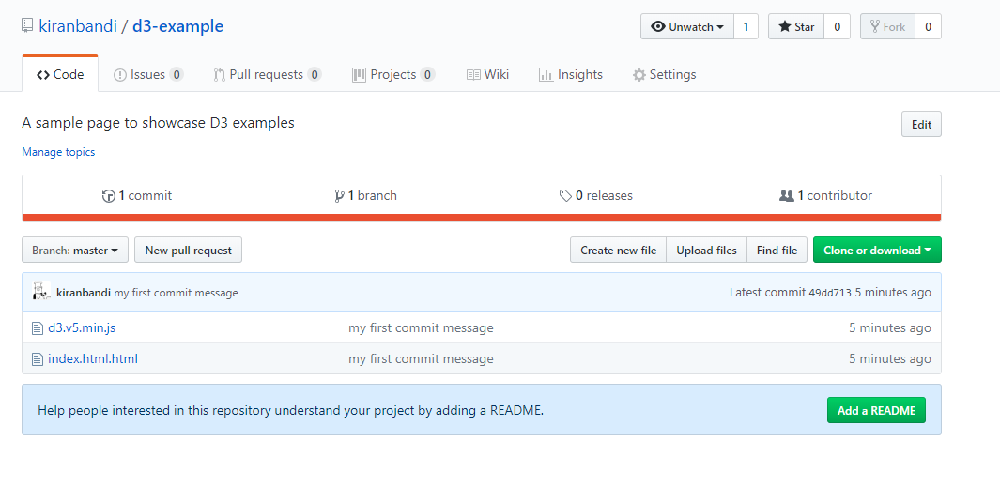 kiranbandi / d3-example Unwatch 1 Star 0 Fork 0
Code Issues 0 Pull requests 0 Projects 0 Wiki Insights Settings
A sample page to showcase D3 examples Edit
Manage topics
1 commit 1 branch 0 releases 1 contributor
Branch: master New pull request Create new file Upload files Find file Clone or download
kiranbandi my first commit message Latest commit 49dd713 5 minutes ago
d3.v5.min.js my first commit message 5 minutes ago
index.html.html my first commit message 5 minutes ago
Help people interested in this repository understand your project by adding a README. Add a README